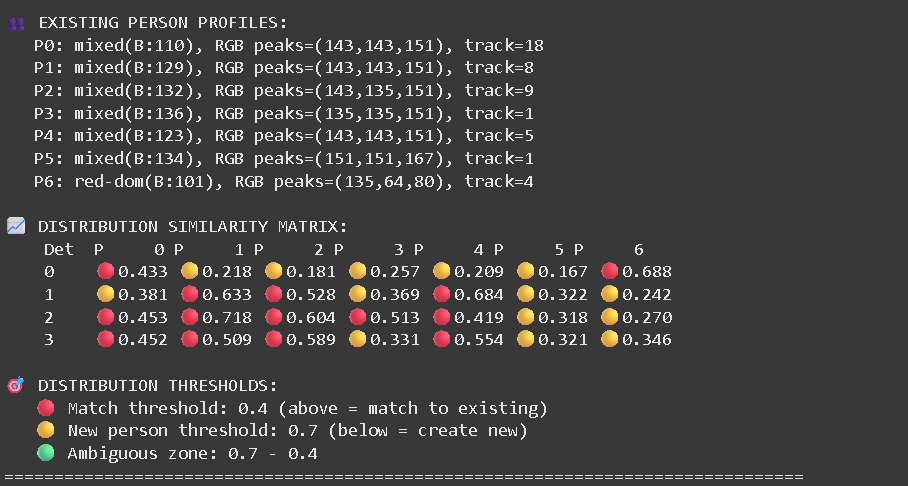 EXISTING PERSON PROFILES:
P0: mixed(B:110), RGB peaks=(143,143,151), track=18
P1: mixed(B:129), RGB peaks=(143,143,151), track=8
P2: mixed(B:132), RGB peaks=(143,135,151), track=9
P3: mixed(B:136), RGB peaks=(135,135,151), track=1
P4: mixed(B:123), RGB peaks=(143,143,151), track=5
P5: mixed(B:134), RGB peaks=(151,151,167), track=1
P6: red-dom(B:101), RGB peaks=(135,64,80), track=4
DISTRIBUTION SIMILARITY MATRIX:
Det P 0 P 1 P 2 P 3 P 4 P 5 P 6
0 0.433 0.218 0.181 0.257 0.209 0.167 0.688
1 0.381 0.633 0.528 0.369 0.684 0.322 0.242
2 0.453 0.718 0.604 0.513 0.419 0.318 0.270
3 0.452 0.509 0.589 0.331 0.554 0.321 0.346
DISTRIBUTION THRESHOLDS:
Match threshold: 0.4 (above = match to existing)
New person threshold: 0.7 (below = create new)
Ambiguous zone: 0.7 - 0.4
================================================================================